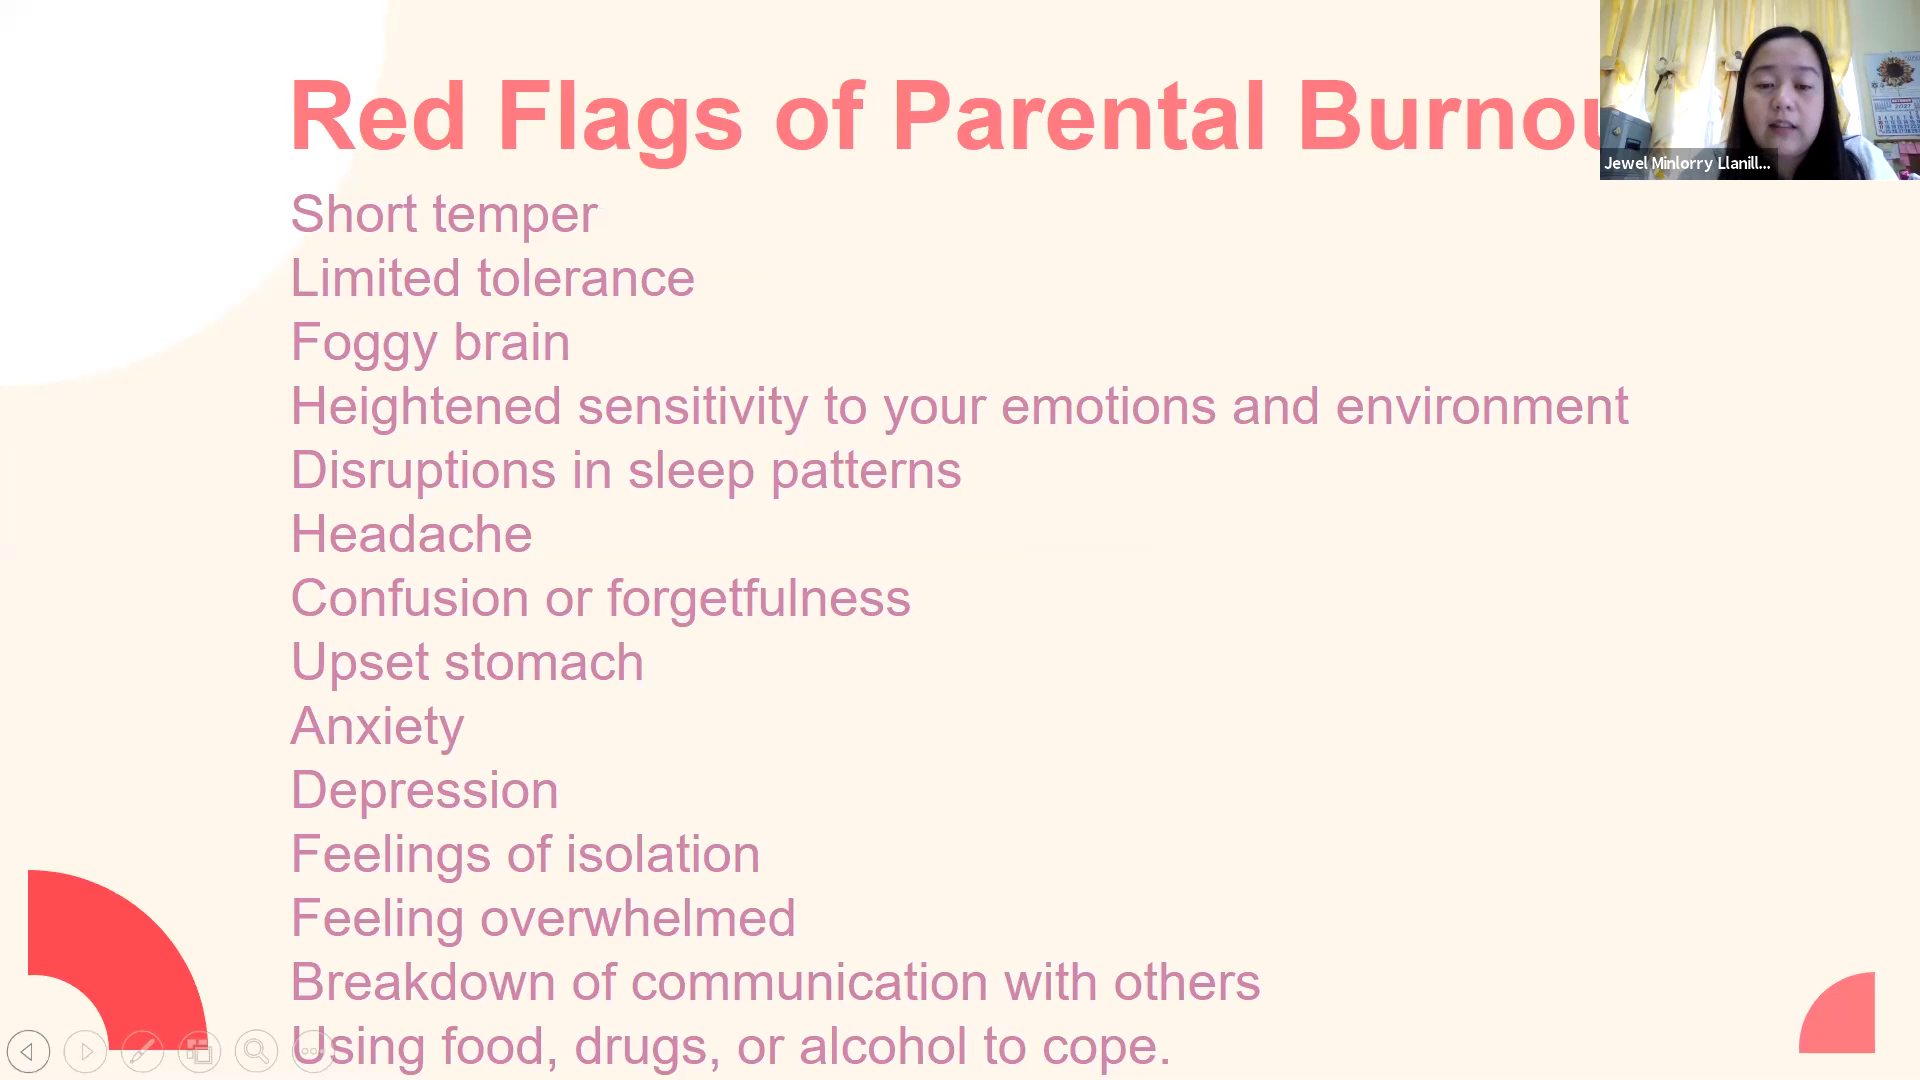 Red Flags of Parental Burnou
Jewel Minlorry Llanill...
Short temper
Limited tolerance
Foggy brain
Heightened sensitivity to your emotions and environment
Disruptions in sleep patterns
Headache
Confusion or forgetfulness
Upset stomach
Anxiety
Depression
Feelings of isolation
Feeling overwhelmed
Breakdown of communication with others
Using food, drugs, or alcohol to cope.